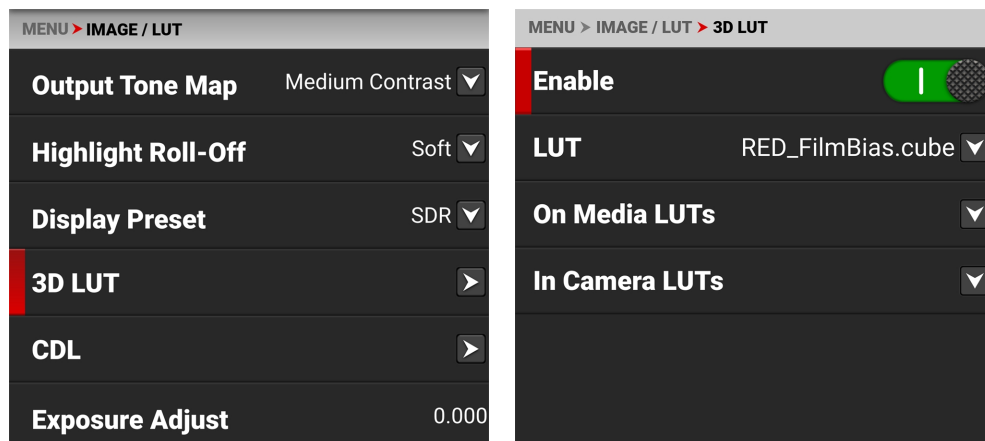 MENU ➤ IMAGE / LUT
Output Tone Map Medium Contrast
Highlight Roll-Off Soft
Display Preset SDR
3D LUT
CDL
Exposure Adjust 0.000
MENU ➤ IMAGE / LUT ➤ 3D LUT
Enable
LUT RED_FilmBias.cube
On Media LUTs
In Camera LUTs